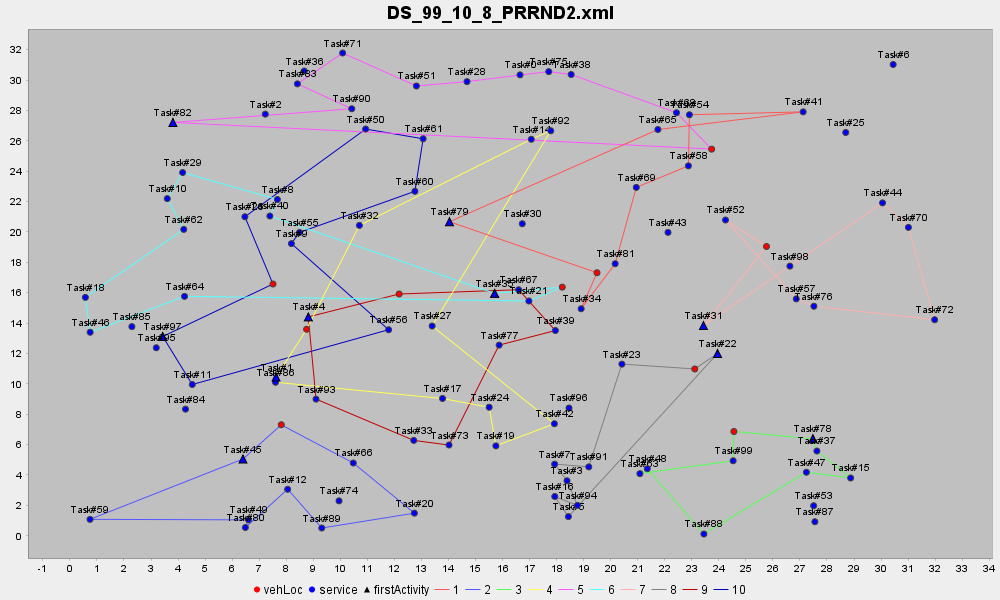 DS_99_10_8_PRRND2.xml
32
30
28
26
24
22
20
18
16
14
12
10
8
6
4
2
0
Task#71
Task#36
Task#83
Task#51
Task#28
Task#75
Task#38
Task#6
Task#82
Task#2
Task#90
Task#50
Task#61
Task#14
Task#92
Task#54
Task#65
Task#41
Task#25
Task#58
Task#29
Task#10
Task#8
Task#40
Task#62
Task#60
Task#69
Task#55
Task#9
Task#32
Task#79
Task#30
Task#43
Task#52
Task#44
Task#70
Task#81
Task#98
Task#18
Task#64
Task#35
Task#67
Task#21
Task#34
Task#57
Task#76
Task#72
Task#46
Task#85
Task#97
Task#95
Task#4
Task#56
Task#27
Task#39
Task#31
Task#77
Task#22
Task#23
Task#11
Task#1
Task#86
Task#84
Task#93
Task#17
Task#24
Task#96
Task#42
Task#33
Task#73
Task#19
Task#78
Task#37
Task#45
Task#66
Task#7
Task#91
Task#48
Task#63
Task#99
Task#47
Task#15
Task#3
Task#12
Task#74
Task#16
Task#94
Task#5
Task#53
Task#87
Task#59
Task#49
Task#80
Task#89
Task#20
Task#88
-1 0 1 2 3 4 5 6 7 8 9 10 11 12 13 14 15 16 17 18 19 20 21 22 23 24 25 26 27 28 29 30 31 32 33 34
vehLoc service firstActivity 1 2 3 4 5 6 7 8 9 10